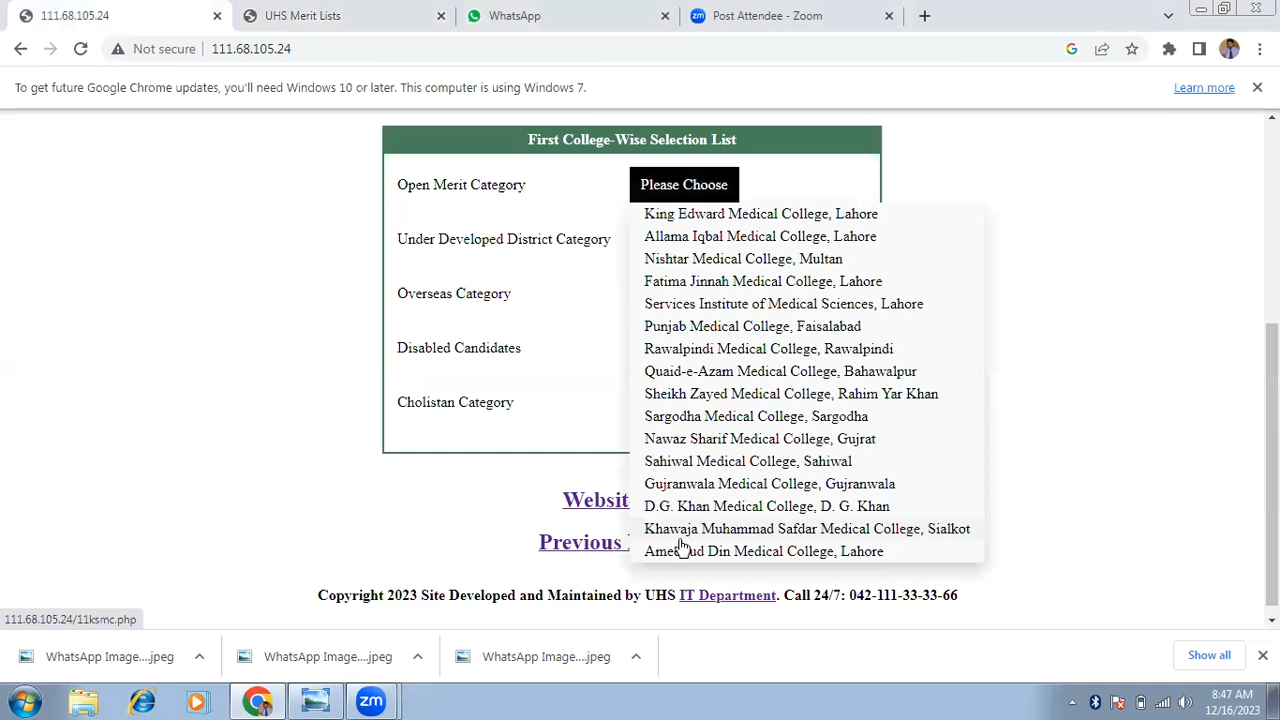 111.68.105.24
UHS Merit Lists
WhatsApp
Post Attendee - Zoom
Not secure
111.68.105.24
To get future Google Chrome updates, you'll need Windows 10 or later. This computer is using Windows 7.
Learn more
First College-Wise Selection List
Open Merit Category
Please Choose
King Edward Medical College, Lahore
Under Developed District Category
Allama Iqbal Medical College, Lahore
Nishtar Medical College, Multan
Fatima Jinnah Medical College, Lahore
Overseas Category
Services Institute of Medical Sciences, Lahore
Punjab Medical College, Faisalabad
Disabled Candidates
Rawalpindi Medical College, Rawalpindi
Quaid-e-Azam Medical College, Bahawalpur
Sheikh Zayed Medical College, Rahim Yar Khan
Cholistan Category
Sargodha Medical College, Sargodha
Nawaz Sharif Medical College, Gujrat
Sahiwal Medical College, Sahiwal
Gujranwala Medical College, Gujranwala
Websit
D.G. Khan Medical College, D. G. Khan
Khawaja Muhammad Safdar Medical College, Sialkot
Previous
ud Din Medical College, Lahore
Copyright 2023 Site Developed and Maintained by UHS IT Department. Call 24/7: 042-111-33-33-66
111.68.105.24/11ksmc.php
WhatsApp Image....jpeg
WhatsApp Image....jpeg
WhatsApp Image....jpeg
Show all
zm
8:47 AM
12/16/2023